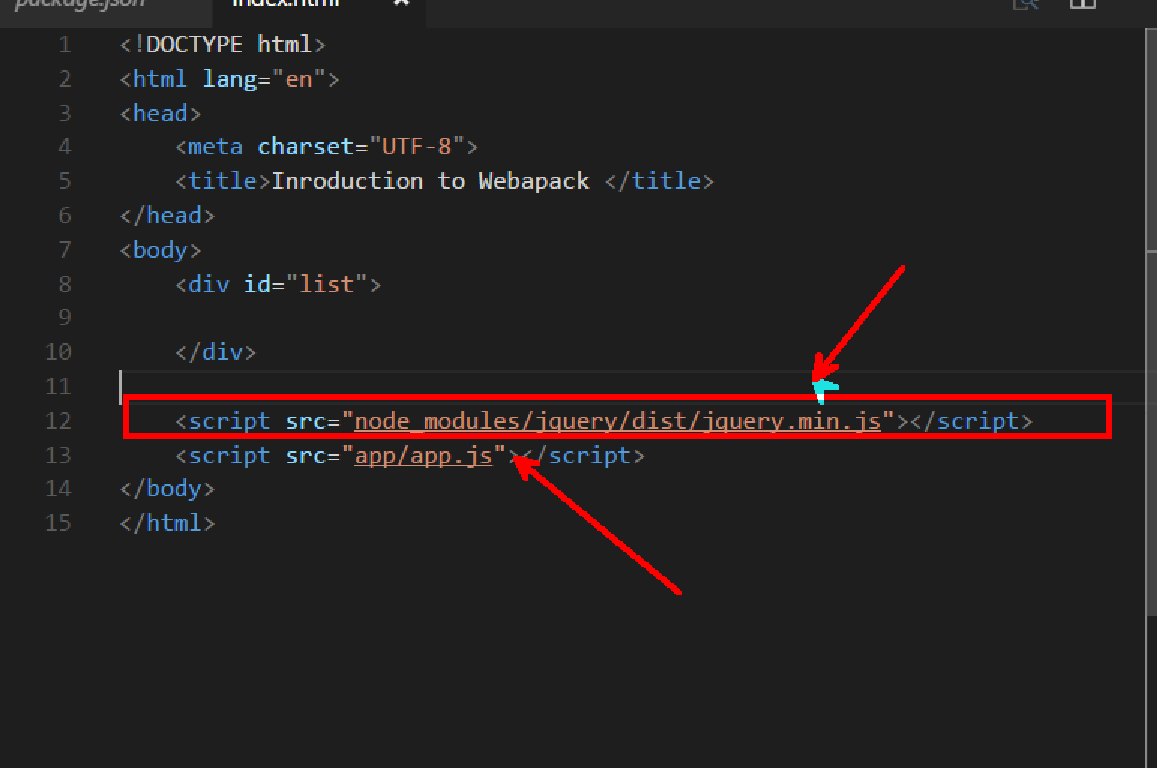 package.json index.html
1 <!DOCTYPE html>
2 <html lang="en">
3 <head>
4 <meta charset="UTF-8">
5 <title>Inroduction to Webapack </title>
6 </head>
7 <body>
8 <div id="list">
9
10 </div>
11
12 <script src="node_modules/jquery/dist/jquery.min.js"></script>
13 <script src="app/app.js"></script>
14 </body>
15 </html>